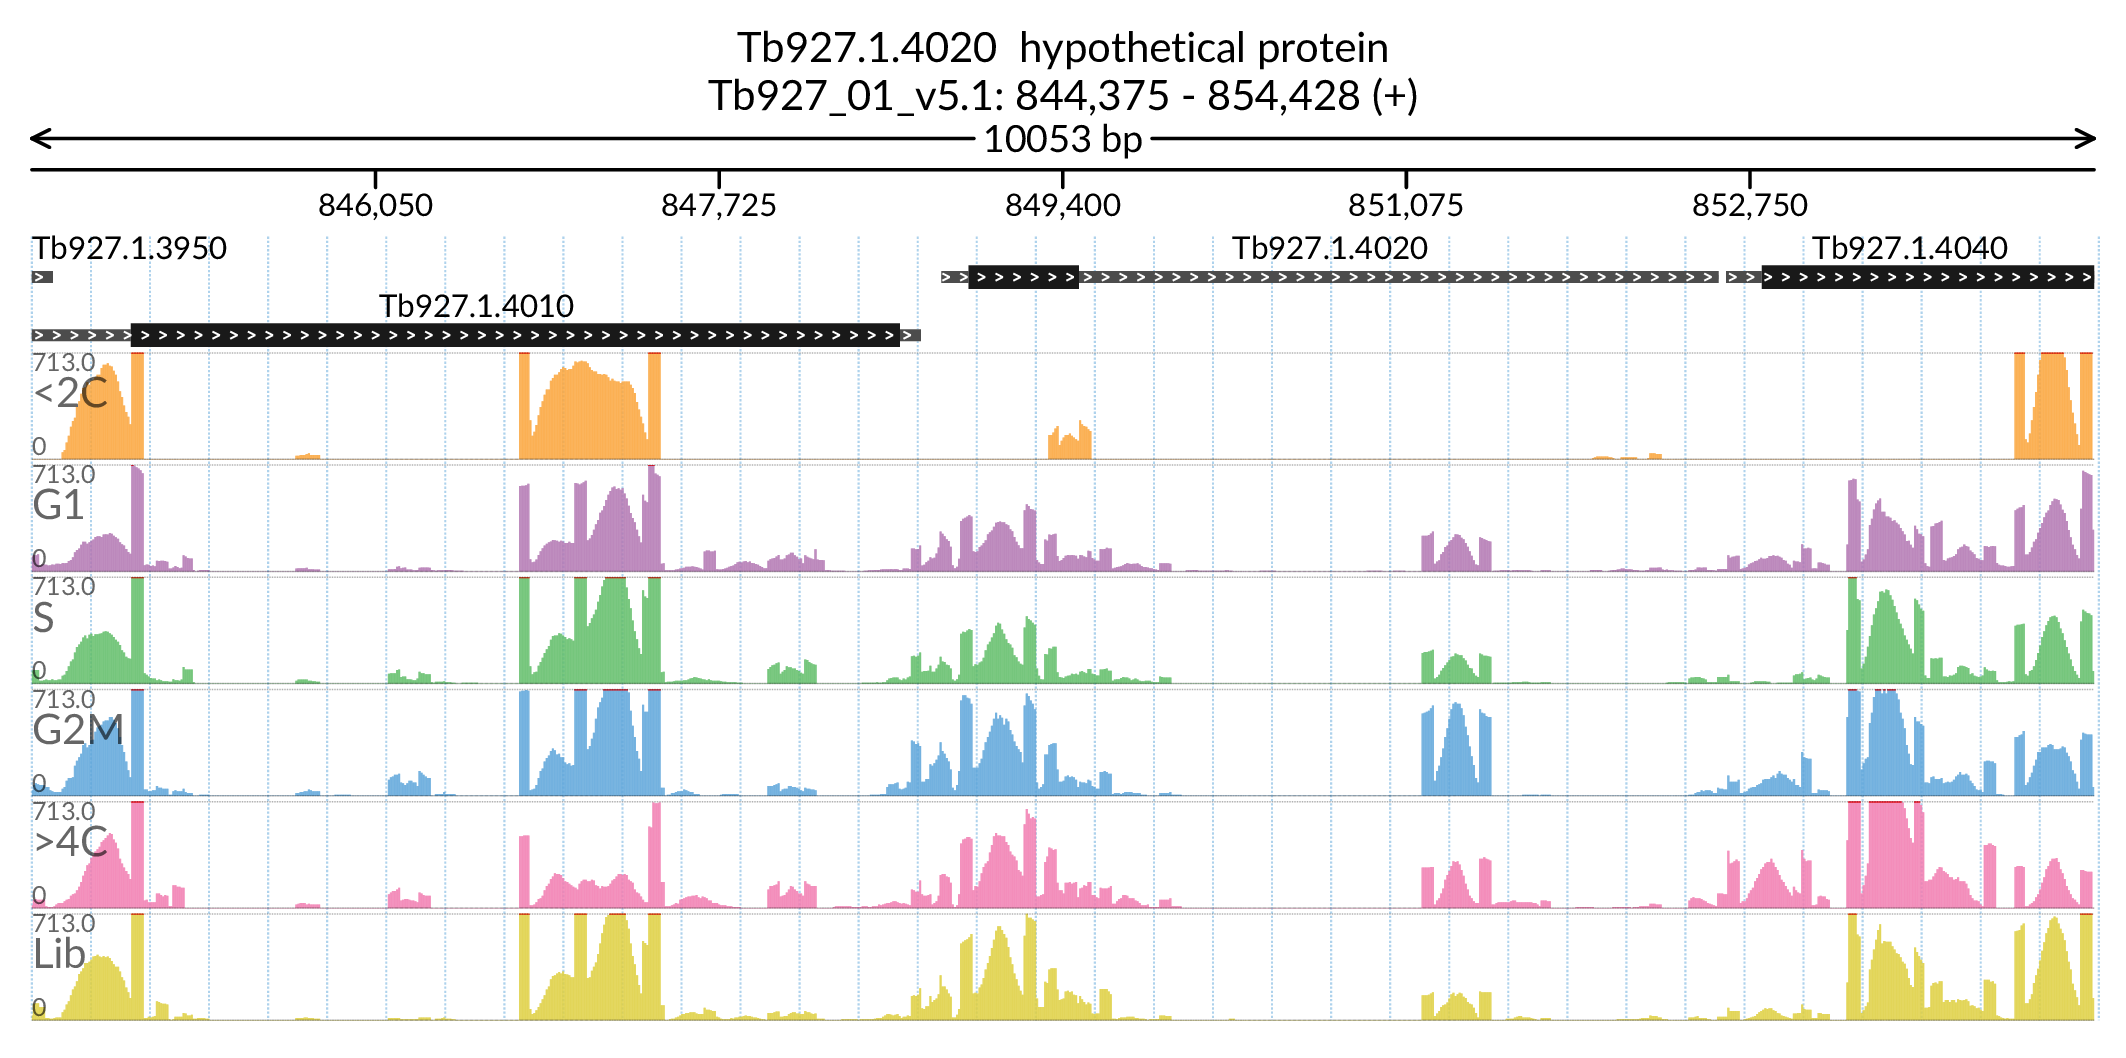 Tb927.1.4020  hypothetical protein
Tb927_01_v5.1: 844,375 - 854,428 (+)
10053 bp
846,050 847,725 849,400 851,075 852,750
Tb927.1.3950 Tb927.1.4020 Tb927.1.4040
Tb927.1.4010
713.0
<2C
0
713.0
G1
0
713.0
S
0
713.0
G2M
0
713.0
>4C
0
713.0
Lib
0